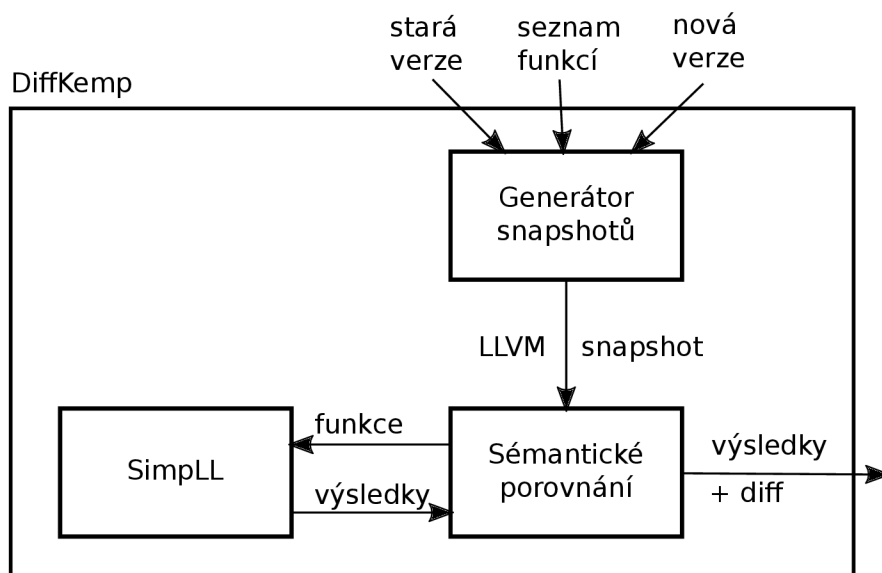 stará
verze
seznam
funkcí
nová
verze
DiffKemp
Generátor
snapshotů
LLVM snapshot
funkce
SimpLL
výsledky
Sémantické
porovnání
výsledky
+ diff